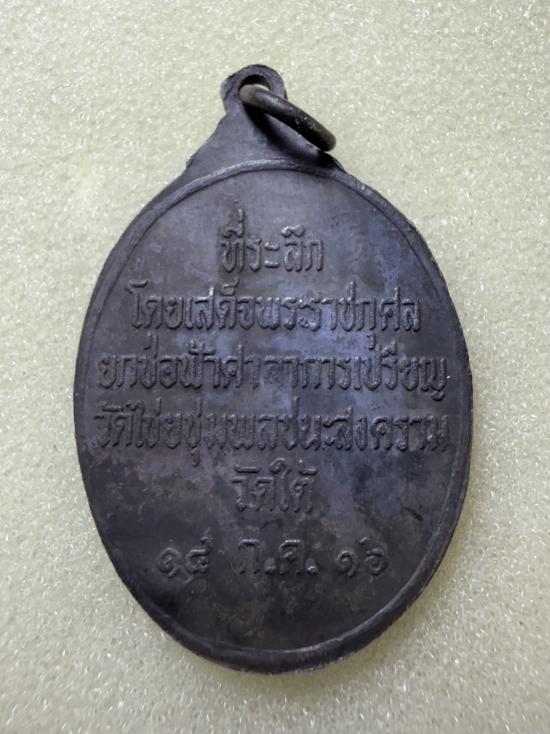 ที่ระลึก
โดยเสด็จพระราชกุศล
ยกช่อฟ้าศาลาการเปรียญ
วัดไชยชุมพลชนะสงคราม
วัดใต้
๑๔ ก.ค. ๑๖